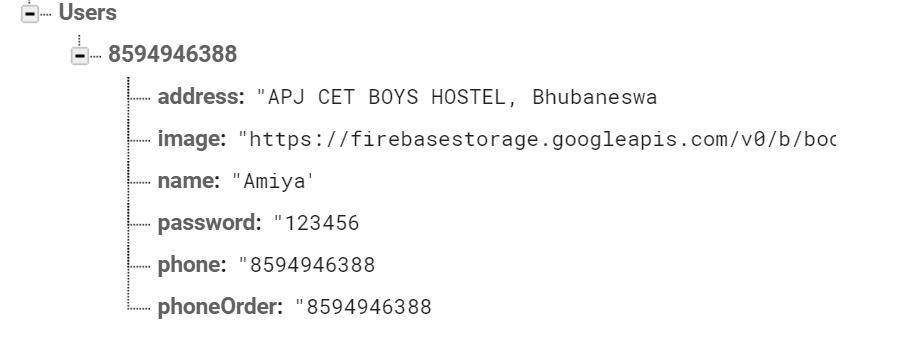 Users
8594946388
address: "APJ CET BOYS HOSTEL, Bhubaneswa
image: "https://firebasestorage.googleapis.com/v0/b/boc
name: "Amiya'
password: "123456
phone: "8594946388
phoneOrder: "8594946388